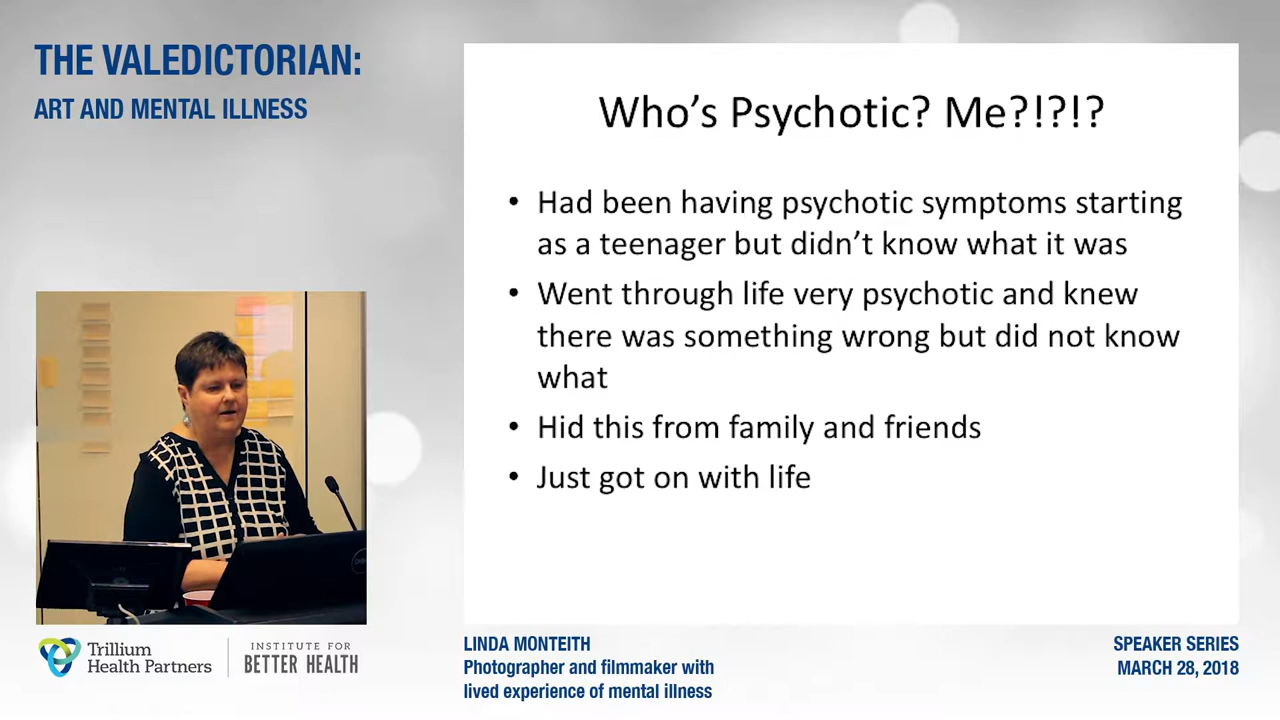 THE VALEDICTORIAN:
ART AND MENTAL ILLNESS
Who's Psychotic? Me?!?!?
• Had been having psychotic symptoms starting
as a teenager but didn't know what it was
• Went through life very psychotic and knew
there was something wrong but did not know
what
• Hid this from family and friends
• Just got on with life
Trillium
Health Partners
INSTITUTE FOR
BETTER HEALTH
LINDA MONTEITH
Photographer and filmmaker with
lived experience of mental illness
SPEAKER SERIES
MARCH 28, 2018